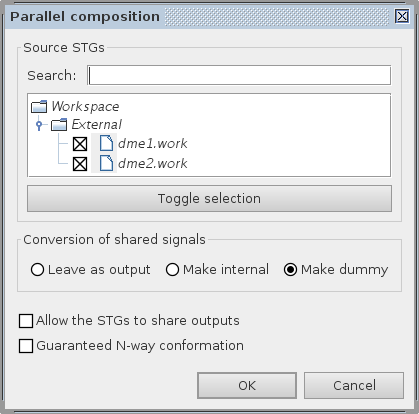 Parallel composition
Source STGs
Search:
Workspace
External
dme1.work
dme2.work
Toggle selection
Conversion of shared signals
Leave as output Make internal Make dummy
Allow the STGs to share outputs
Guaranteed N-way conformation
OK Cancel